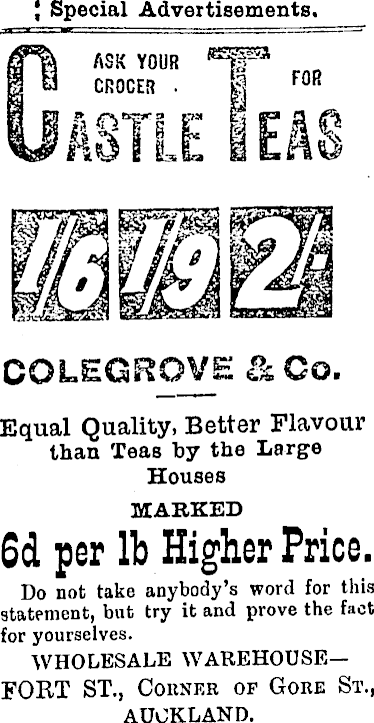 Special Advertisements.
ASK YOUR
GROCER . FOR
CASTLE TEAS
1/6 1/9 2/-
COLEGROVE & Co.
Equal Quality, Better Flavour
than Teas by the Large
Houses
MARKED
6d per lb Higher Price.
Do not take anybody's word for this
statement, but try it and prove the fact
for yourselves.
WHOLESALE WAREHOUSE—
FORT ST., CORNER OF GORE ST.,
AUCKLAND.